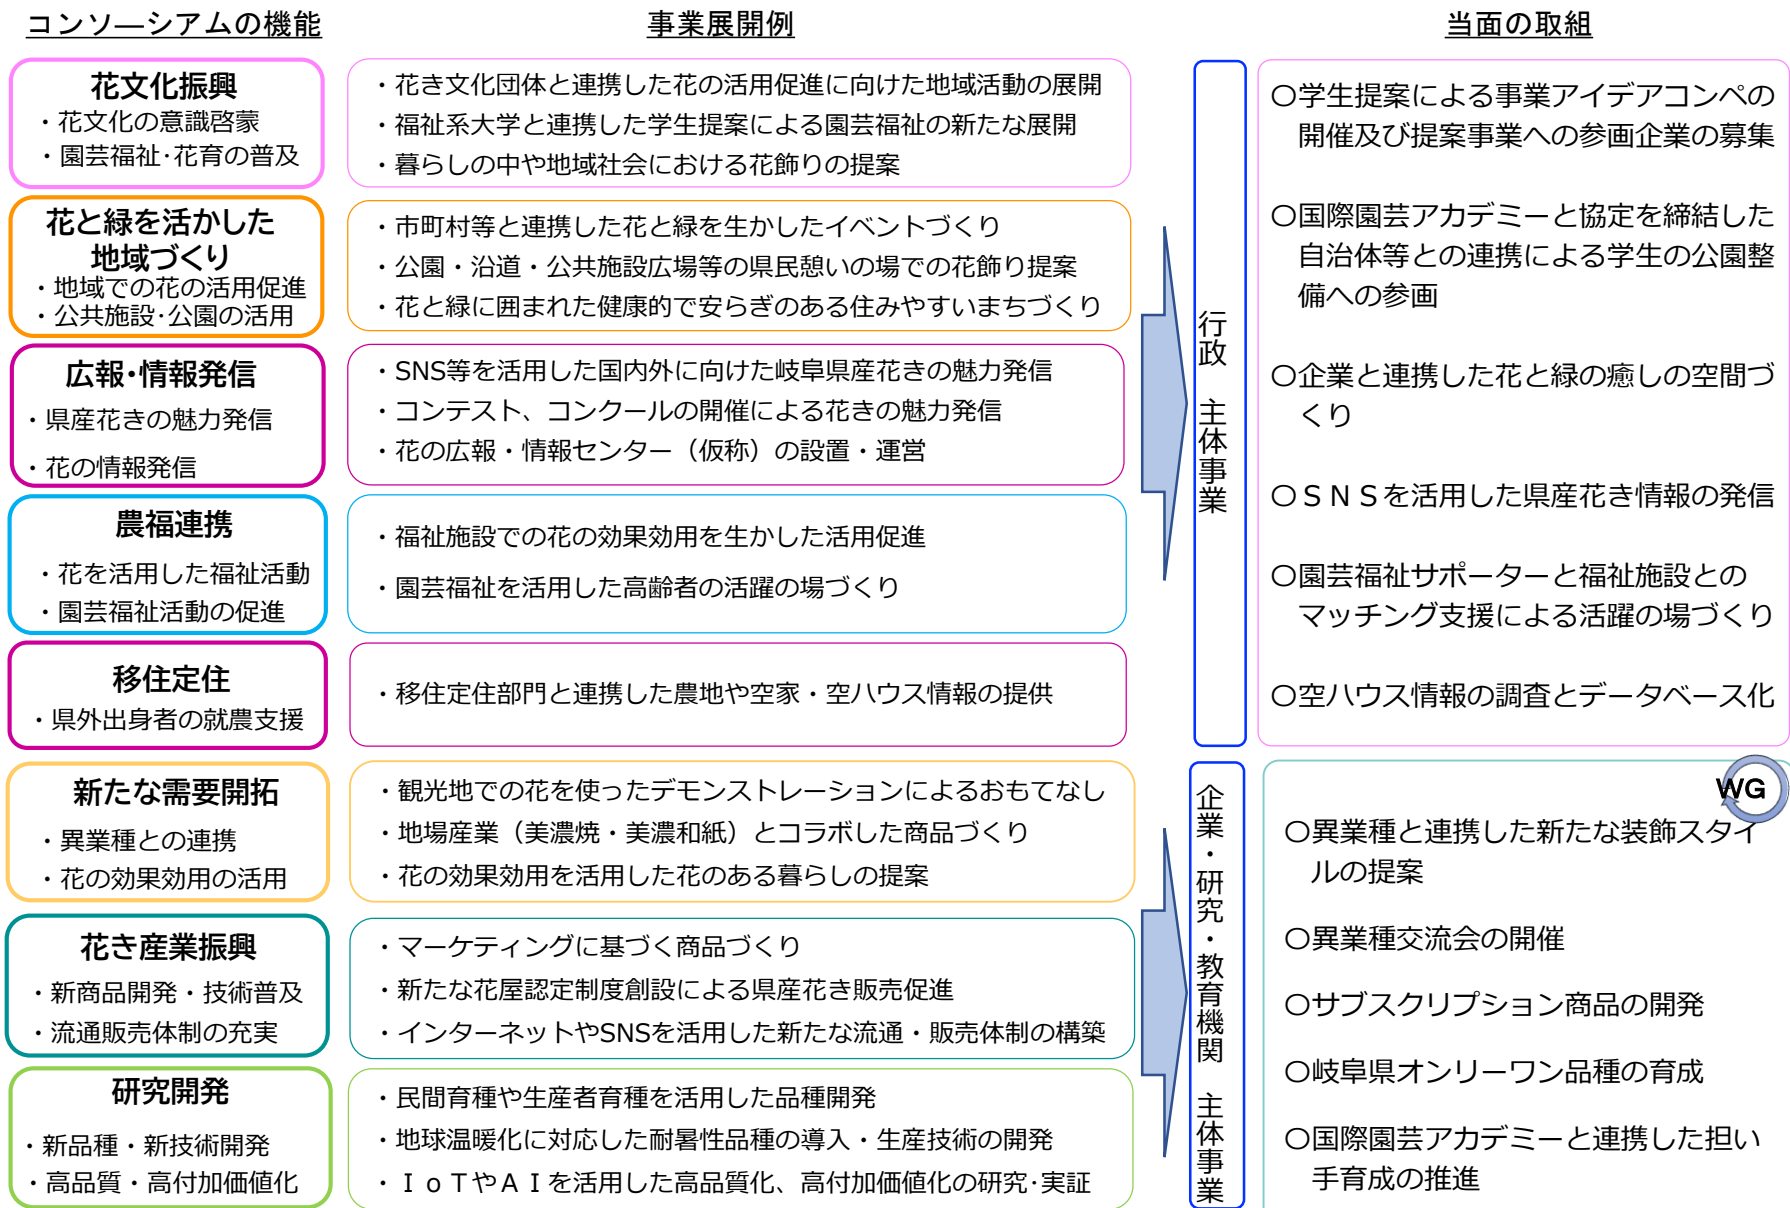 コンソーシアムの機能
事業展開例
当面の取組
花文化振興
・花文化の意識啓蒙
・園芸福祉・花育の普及
・花き文化団体と連携した花の活用促進に向けた地域活動の展開
・福祉系大学と連携した学生提案による園芸福祉の新たな展開
・暮らしの中や地域社会における花飾りの提案
花と緑を活かした
地域づくり
・地域での花の活用促進
・公共施設・公園の活用
・市町村等と連携した花と緑を生かしたイベントづくり
・公園・沿道・公共施設広場等の県民憩いの場での花飾り提案
・花と緑に囲まれた健康的で安らぎのある住みやすいまちづくり
広報・情報発信
・県産花きの魅力発信
・花の情報発信
・SNS等を活用した国内外に向けた岐阜県産花きの魅力発信
・コンテスト、コンクールの開催による花きの魅力発信
・花の広報・情報センター（仮称）の設置・運営
農福連携
・花を活用した福祉活動
・園芸福祉活動の促進
・福祉施設での花の効果効用を生かした活用促進
・園芸福祉を活用した高齢者の活躍の場づくり
移住定住
・県外出身者の就農支援
・移住定住部門と連携した農地や空家・空ハウス情報の提供
行政　主体事業
〇学生提案による事業アイデアコンペの
開催及び提案事業への参画企業の募集
〇国際園芸アカデミーと協定を締結した
自治体等との連携による学生の公園整
備への参画
〇企業と連携した花と緑の癒しの空間づ
くり
〇ＳＮＳを活用した県産花き情報の発信
〇園芸福祉サポーターと福祉施設との
マッチング支援による活躍の場づくり
〇空ハウス情報の調査とデータベース化
新たな需要開拓
・異業種との連携
・花の効果効用の活用
・観光地での花を使ったデモンストレーションによるおもてなし
・地場産業（美濃焼・美濃和紙）とコラボした商品づくり
・花の効果効用を活用した花のある暮らしの提案
花き産業振興
・新商品開発・技術普及
・流通販売体制の充実
・マーケティングに基づく商品づくり
・新たな花屋認定制度創設による県産花き販売促進
・インターネットやSNSを活用した新たな流通・販売体制の構築
研究開発
・新品種・新技術開発
・高品質・高付加価値化
・民間育種や生産者育種を活用した品種開発
・地球温暖化に対応した耐暑性品種の導入・生産技術の開発
・ＩｏＴやＡＩを活用した高品質化、高付加価値化の研究・実証
企業・研究・教育機関　主体事業
WG
〇異業種と連携した新たな装飾スタイ
ルの提案
〇異業種交流会の開催
〇サブスクリプション商品の開発
〇岐阜県オンリーワン品種の育成
〇国際園芸アカデミーと連携した担い
手育成の推進